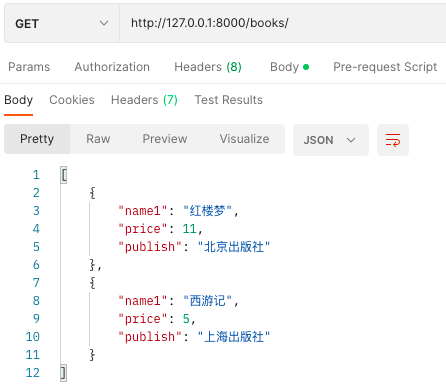 GET http://127.0.0.1:8000/books/
Params Authorization Headers (8) Body Pre-request Script
Body Cookies Headers (7) Test Results
Pretty Raw Preview Visualize JSON
1 [
2 {
3 "name1": "红楼梦",
4 "price": 11,
5 "publish": "北京出版社"
6 },
7 {
8 "name1": "西游记",
9 "price": 5,
10 "publish": "上海出版社"
11 }
12 ]